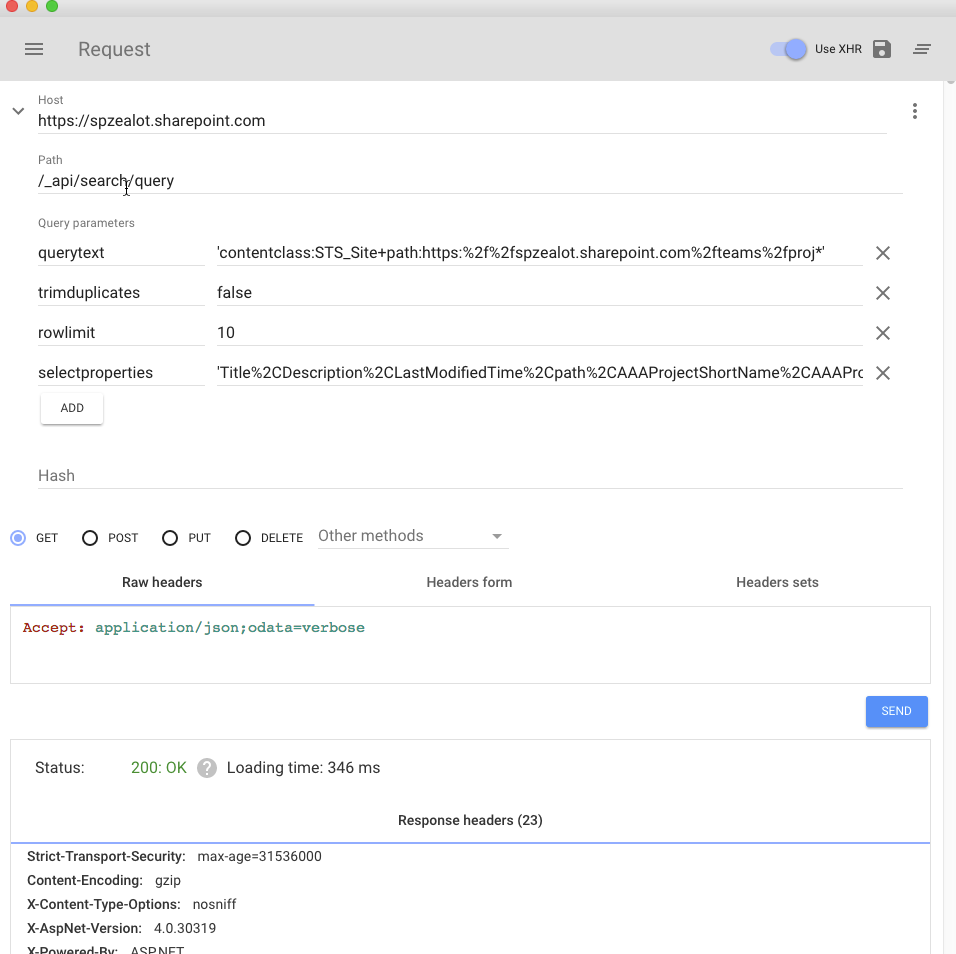 Request
Use XHR
Host
https://spzealot.sharepoint.com
Path
/_api/search/query
Query parameters
querytext 'contentclass:STS_Site+path:https:%2f%2fspzealot.sharepoint.com%2fteams%2fproj*'
trimduplicates false
rowlimit 10
selectproperties 'Title%2CDescription%2CLastModifiedTime%2Cpath%2CAAAProjectShortName%2CAAAPro
ADD
Hash
GET POST PUT DELETE Other methods
Raw headers Headers form Headers sets
Accept: application/json;odata=verbose
SEND
Status: 200: OK ? Loading time: 346 ms
Response headers (23)
Strict-Transport-Security: max-age=31536000
Content-Encoding: gzip
X-Content-Type-Options: nosniff
X-AspNet-Version: 4.0.30319
X-Powered-By: ASP.NET